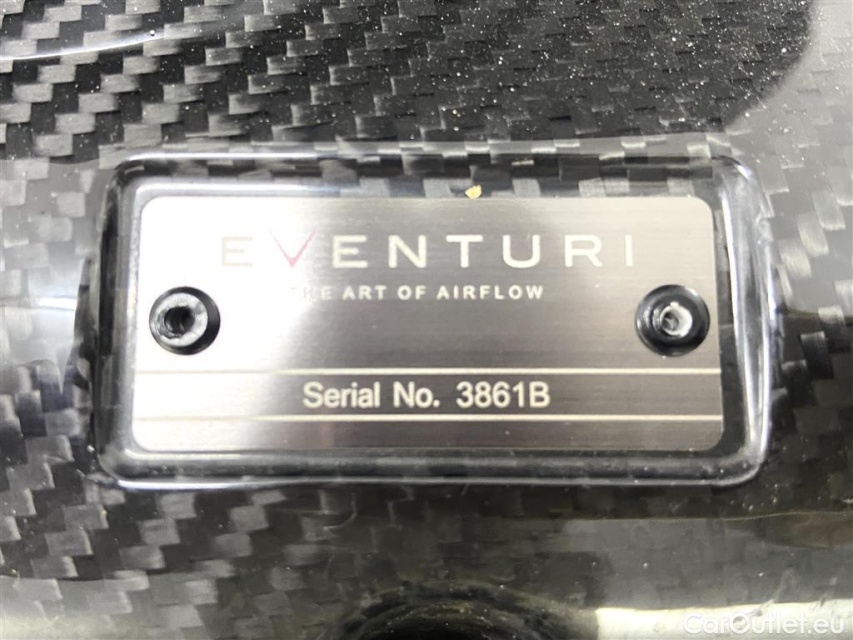 EVENTURI
THE ART OF AIRFLOW
Serial No. 3861B
CarOutlet.eu